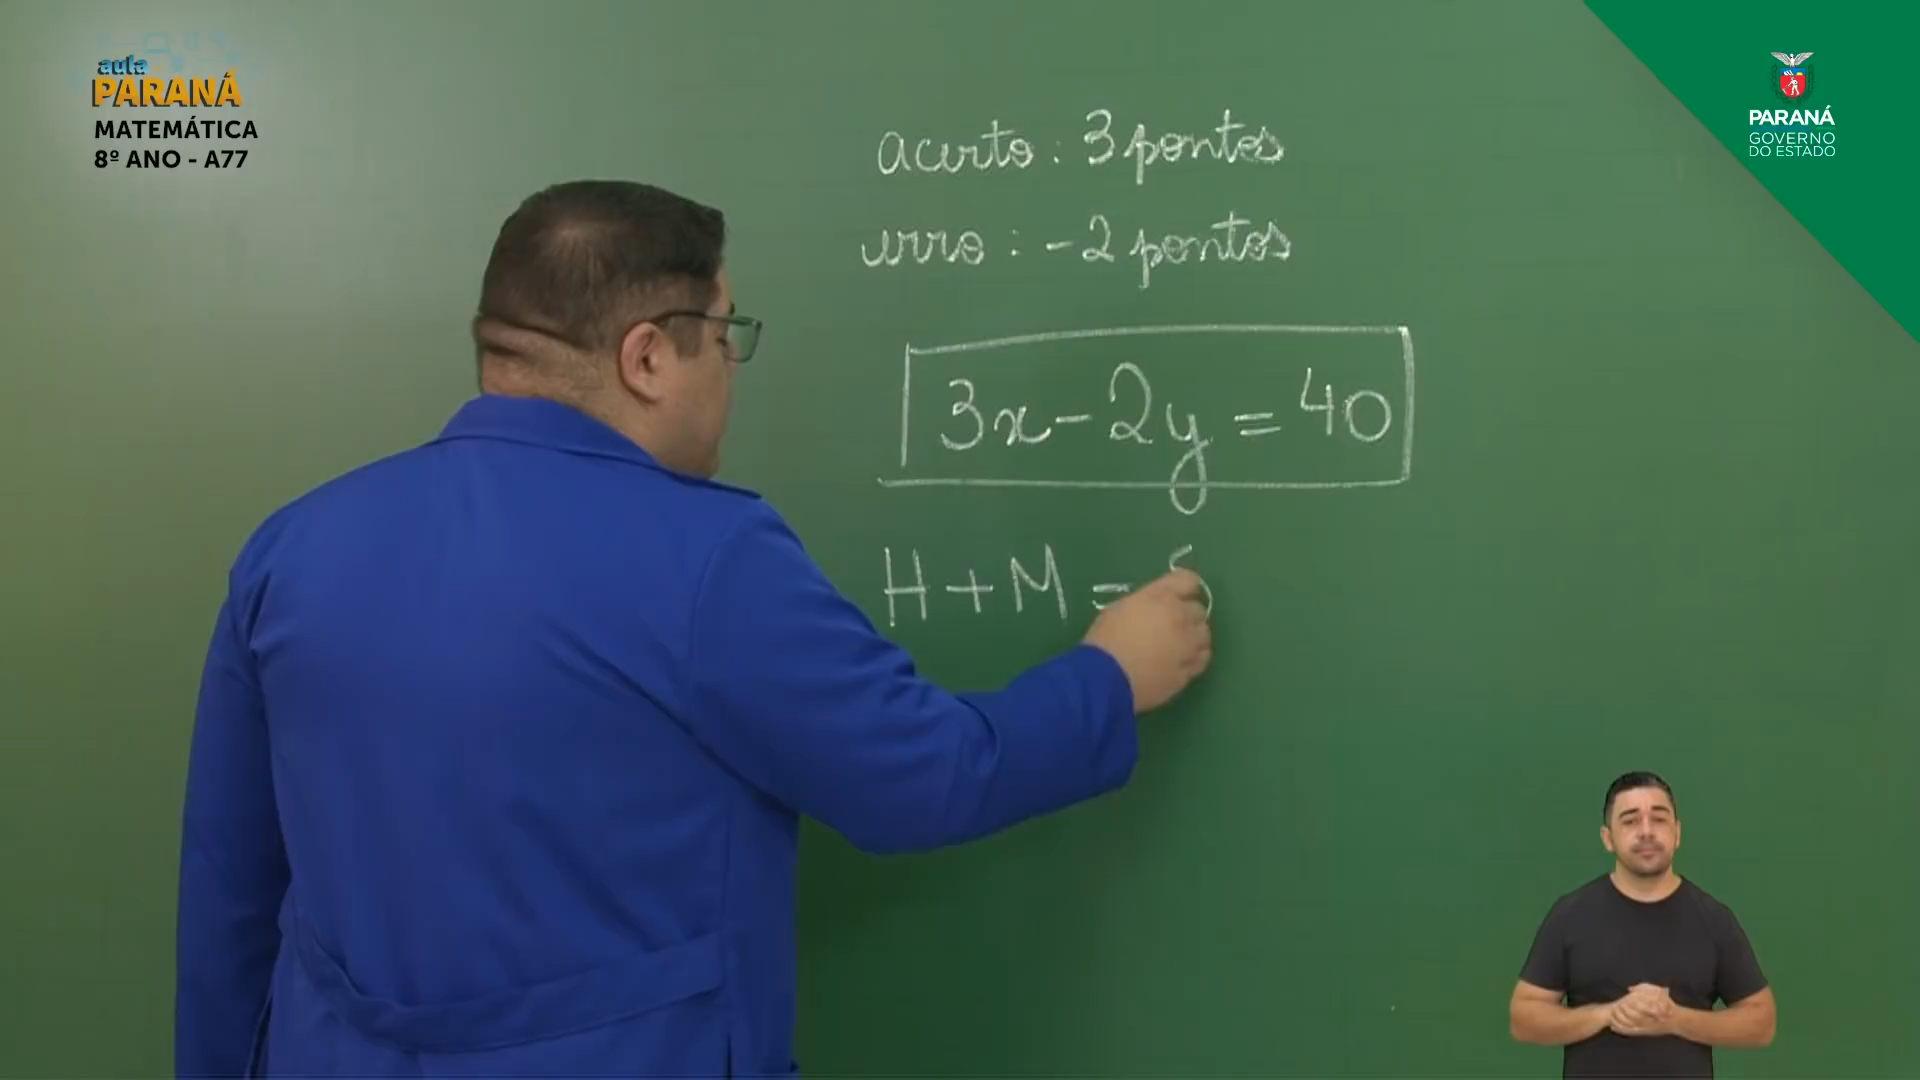 aula
PARANÁ
MATEMÁTICA
8º ANO - A77
PARANÁ
GOVERNO
DO ESTADO
acerto : 3 pontos
erro : -2 pontos
3x - 2y = 40
H + M =